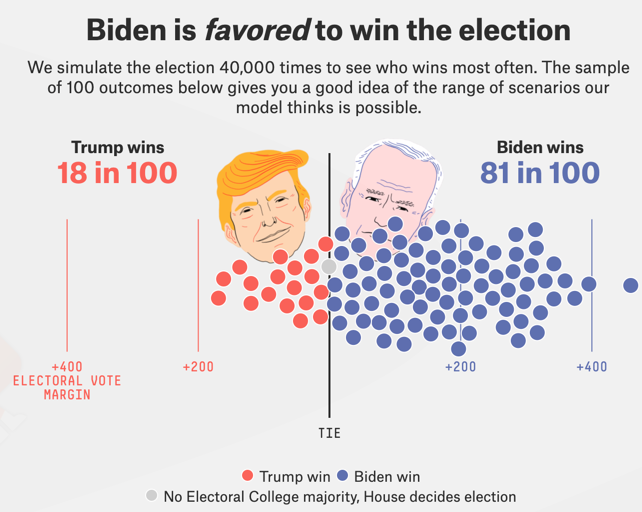 Biden is favored to win the election
We simulate the election 40,000 times to see who wins most often. The sample
of 100 outcomes below gives you a good idea of the range of scenarios our
model thinks is possible.
Trump wins
18 in 100
Biden wins
81 in 100
+400
ELECTORAL VOTE
MARGIN
+200
+200
+400
TIE
Trump win
Biden win
No Electoral College majority, House decides election